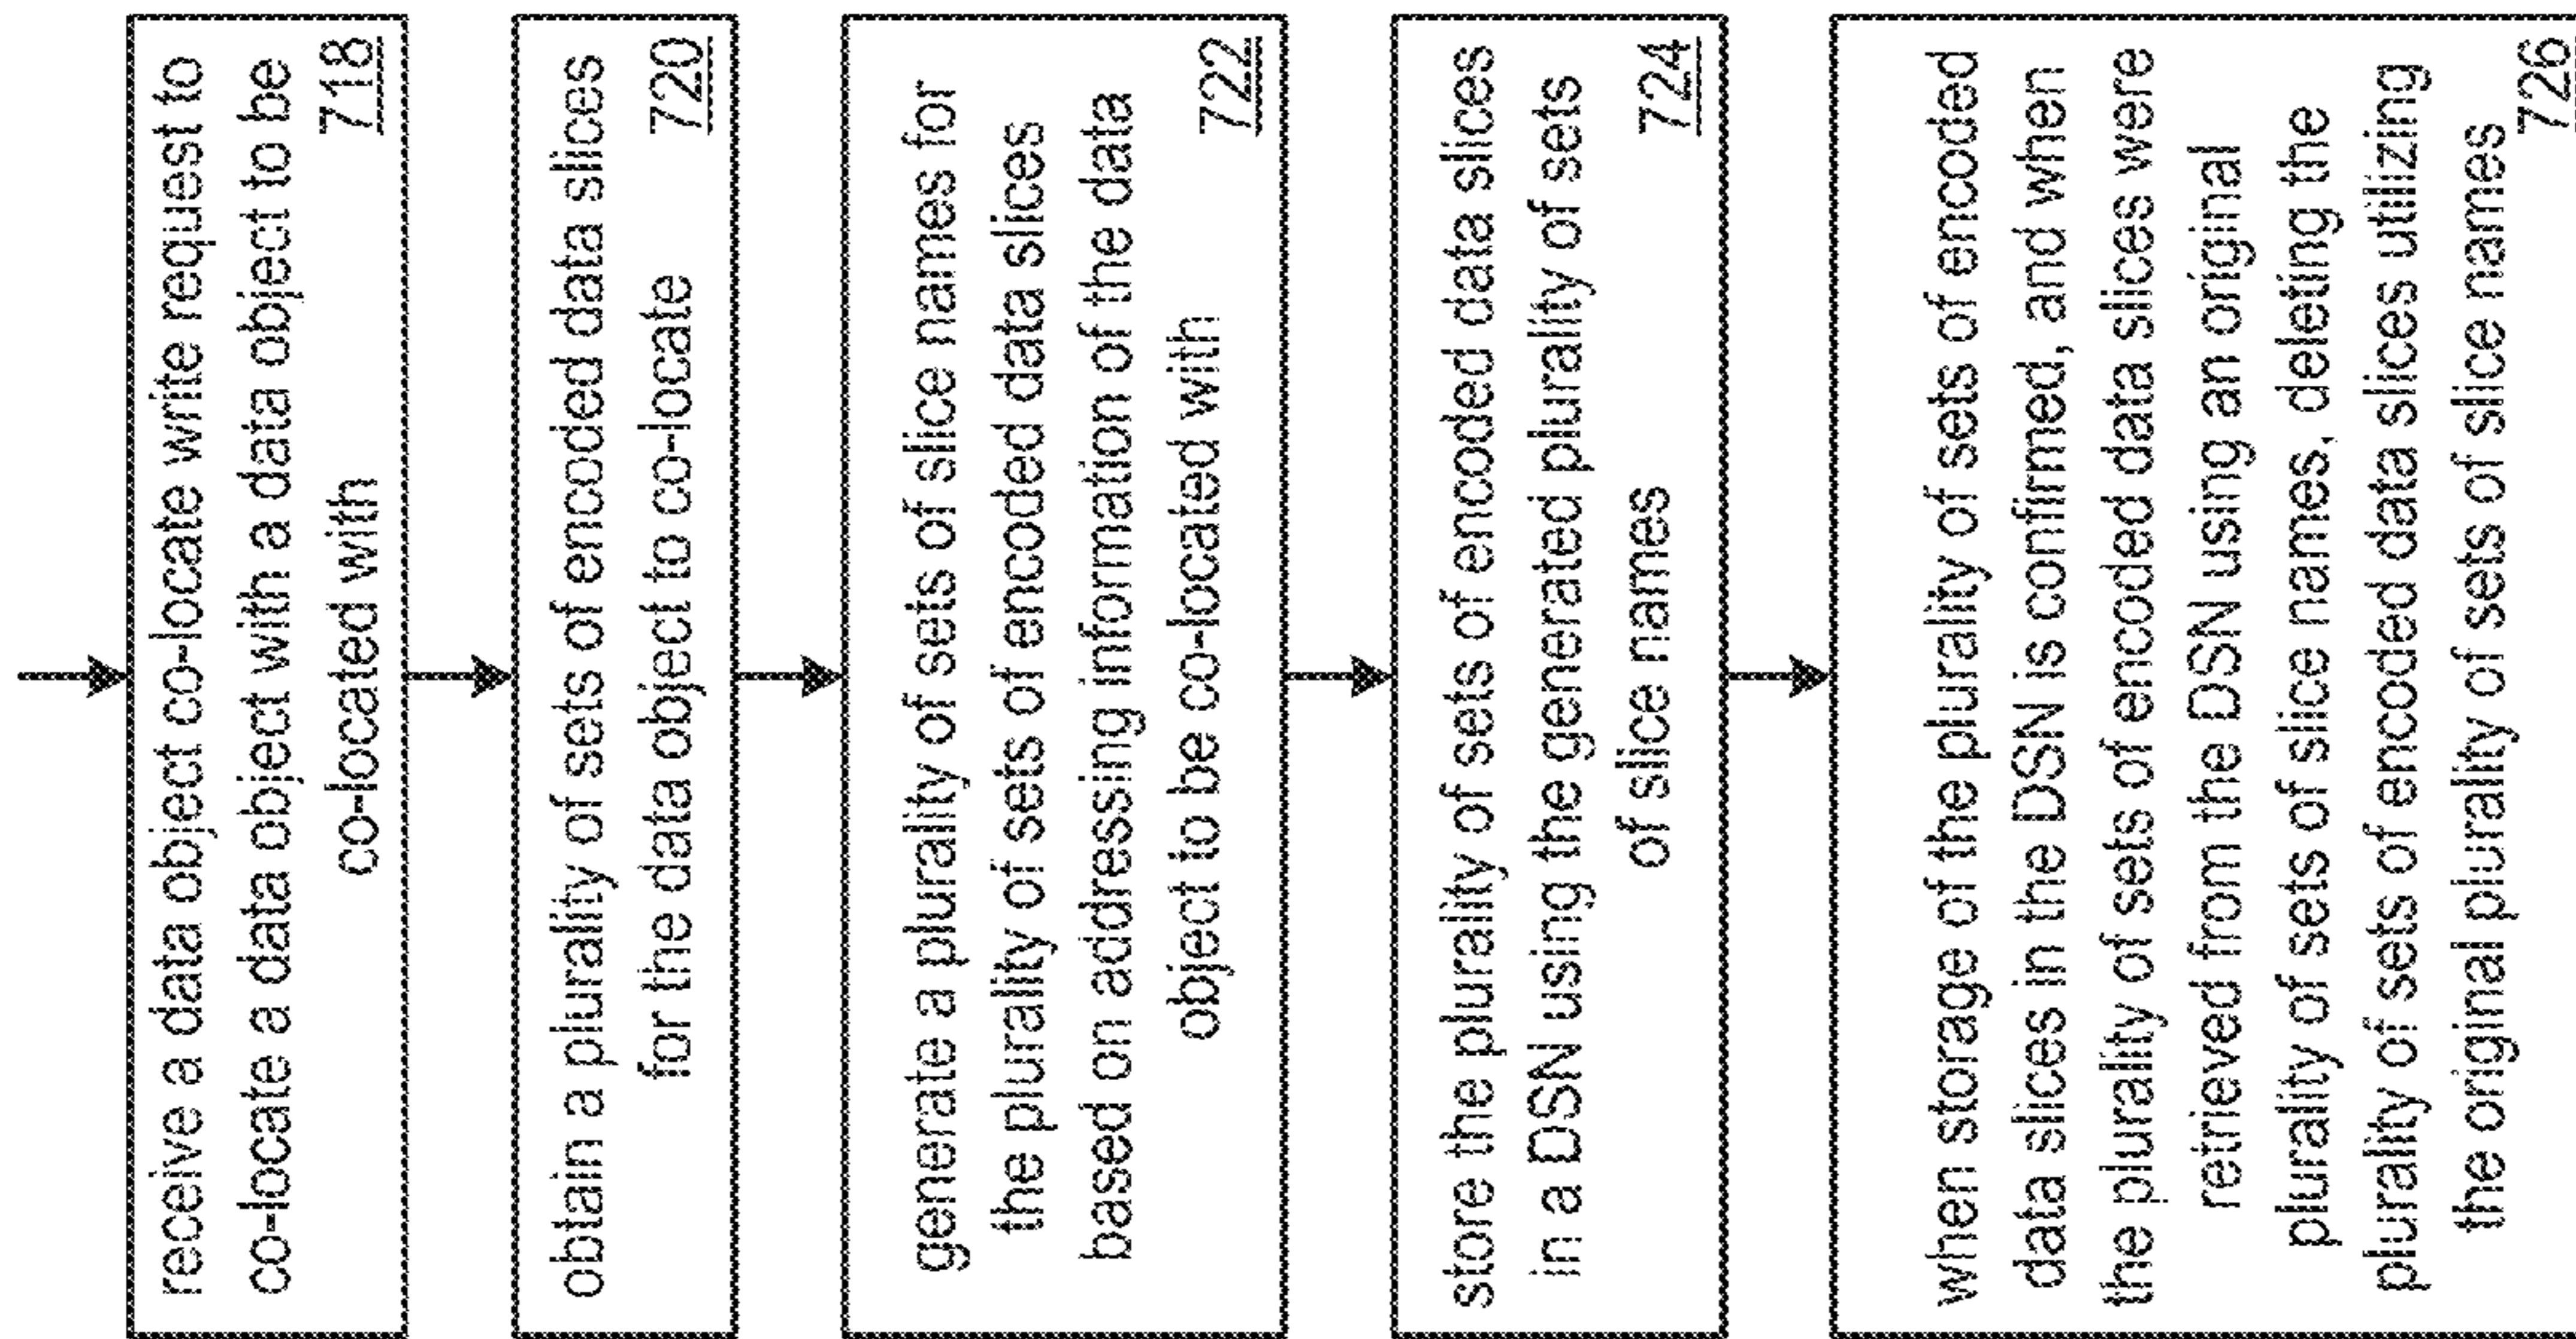 receive a data object co-locate write request to
co-locate a data object with a data object to be
co-located with
718
obtain a plurality of sets of encoded data slices
for the data object to co-locate
720
generate a plurality of sets of slice names for
the plurality of sets of encoded data slices
based on addressing information of the data
object to be co-located with
722
store the plurality of sets of encoded data slices
in a DSN using the generated plurality of sets
of slice names
724
when storage of the plurality of sets of encoded
data slices in the DSN is confirmed, and when
the plurality of sets of encoded data slices were
retrieved from the DSN using an original
plurality of sets of slice names, deleting the
plurality of sets of encoded data slices utilizing
the original plurality of sets of slice names
726